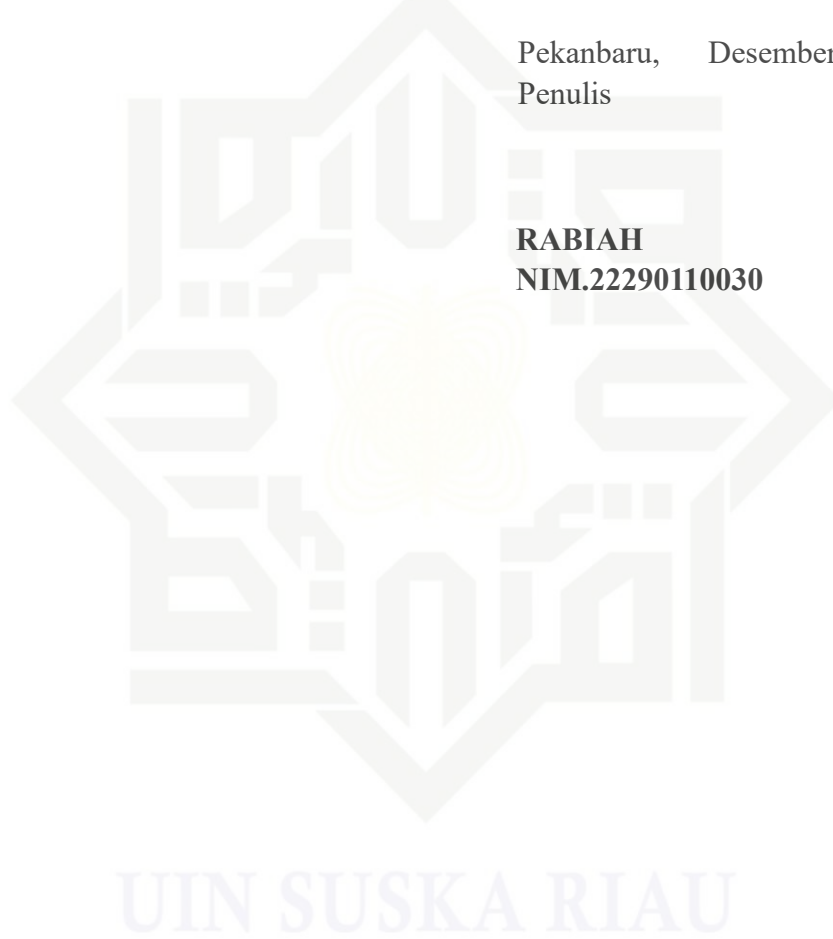 Pekanbaru, Desember
Penulis
RABIAH
NIM.22290110030
UIN SUSKA RIAU